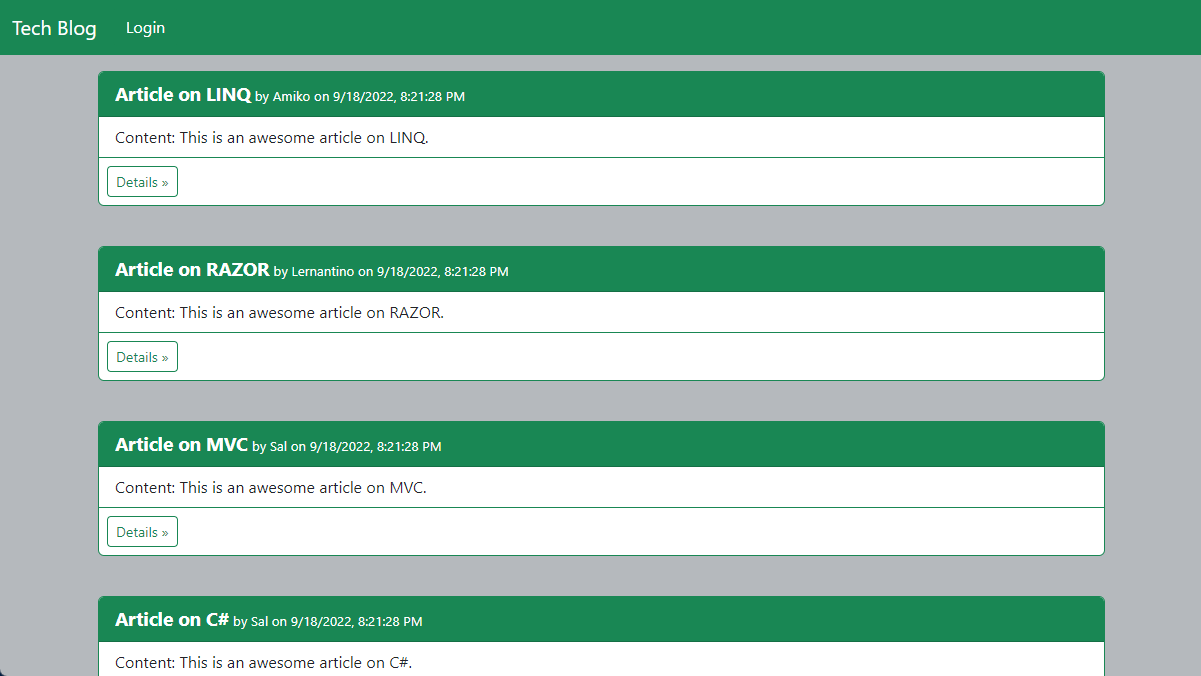 Tech Blog Login
Article on LINQ by Amiko on 9/18/2022, 8:21:28 PM
Content: This is an awesome article on LINQ.
Details »
Article on RAZOR by Lernantino on 9/18/2022, 8:21:28 PM
Content: This is an awesome article on RAZOR.
Details »
Article on MVC by Sal on 9/18/2022, 8:21:28 PM
Content: This is an awesome article on MVC.
Details »
Article on C# by Sal on 9/18/2022, 8:21:28 PM
Content: This is an awesome article on C#.